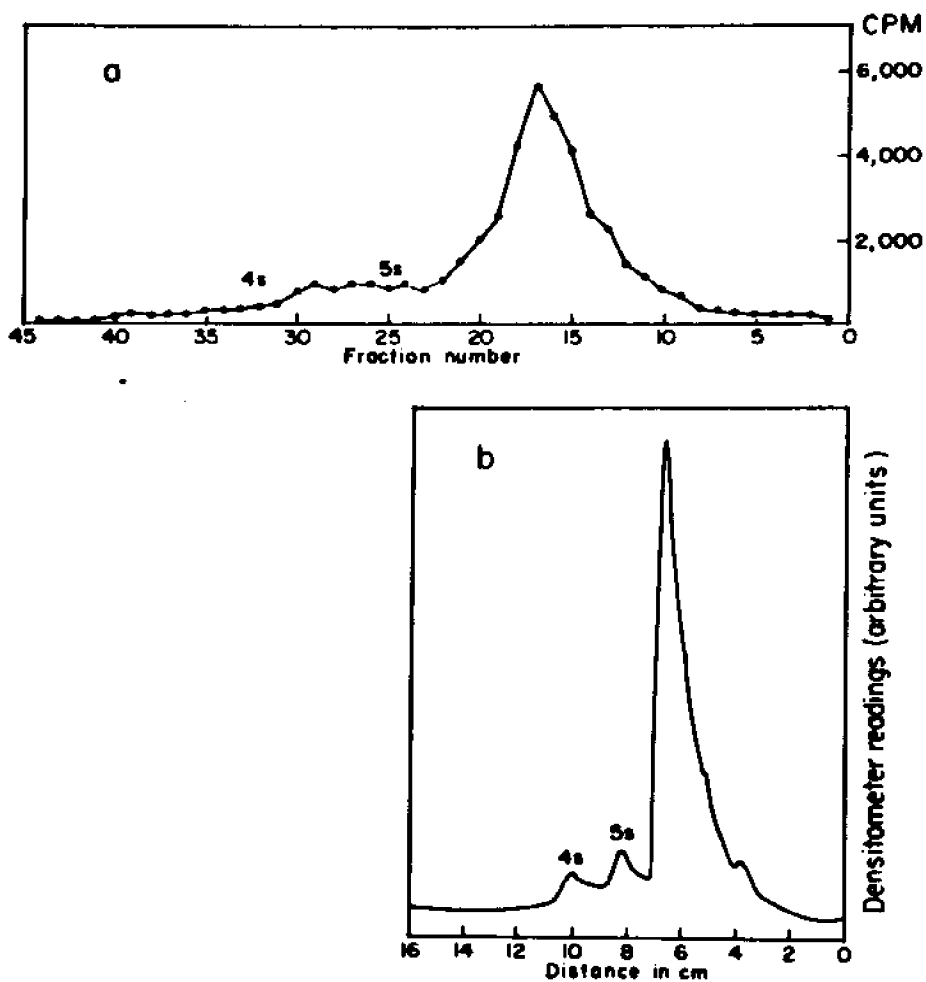 CPM
a
6,000
4,000
2,000
4s
5s
45 40 35 30 25 20 15 10 5 0
Fraction number
b
Densitometer readings (arbitrary units)
5s
4s
16 14 12 10 8 6 4 2 0
Distance in cm